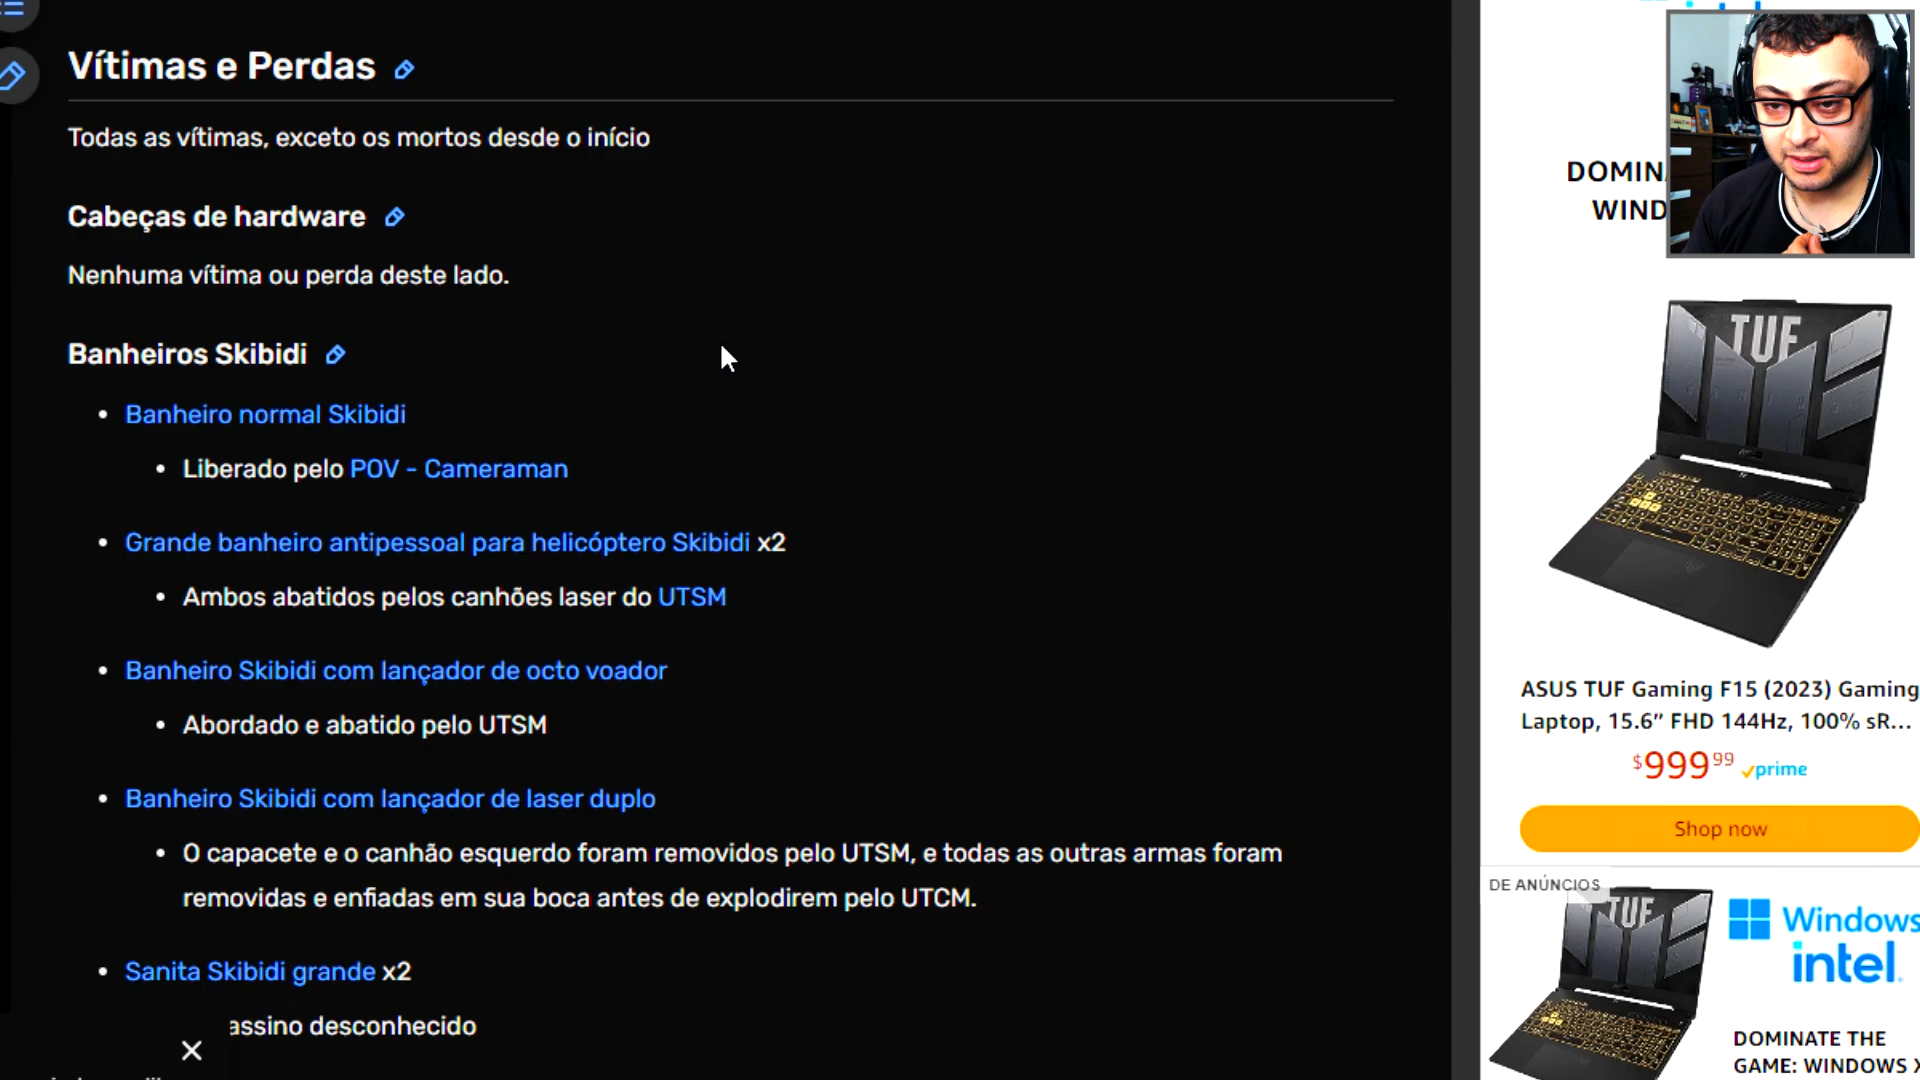 Vítimas e Perdas
Todas as vítimas, exceto os mortos desde o início
Cabeças de hardware
Nenhuma vítima ou perda deste lado.
Banheiros Skibidi
Banheiro normal Skibidi
Liberado pelo POV - Cameraman
Grande banheiro antipessoal para helicóptero Skibidi x2
Ambos abatidos pelos canhões laser do UTSM
Banheiro Skibidi com lançador de octo voador
Abordado e abatido pelo UTSM
Banheiro Skibidi com lançador de laser duplo
O capacete e o canhão esquerdo foram removidos pelo UTSM, e todas as outras armas foram
removidas e enfiadas em sua boca antes de explodirem pelo UTCM.
Sanita Skibidi grande x2
assino desconhecido
DOMIN
WIND
TUF
ASUS TUF Gaming F15 (2023) Gaming
Laptop, 15.6” FHD 144Hz, 100% sR...
$999 99 prime
Shop now
DE ANÚNCIOS
TUF
Windows
intel.
DOMINATE THE
GAME: WINDOWS